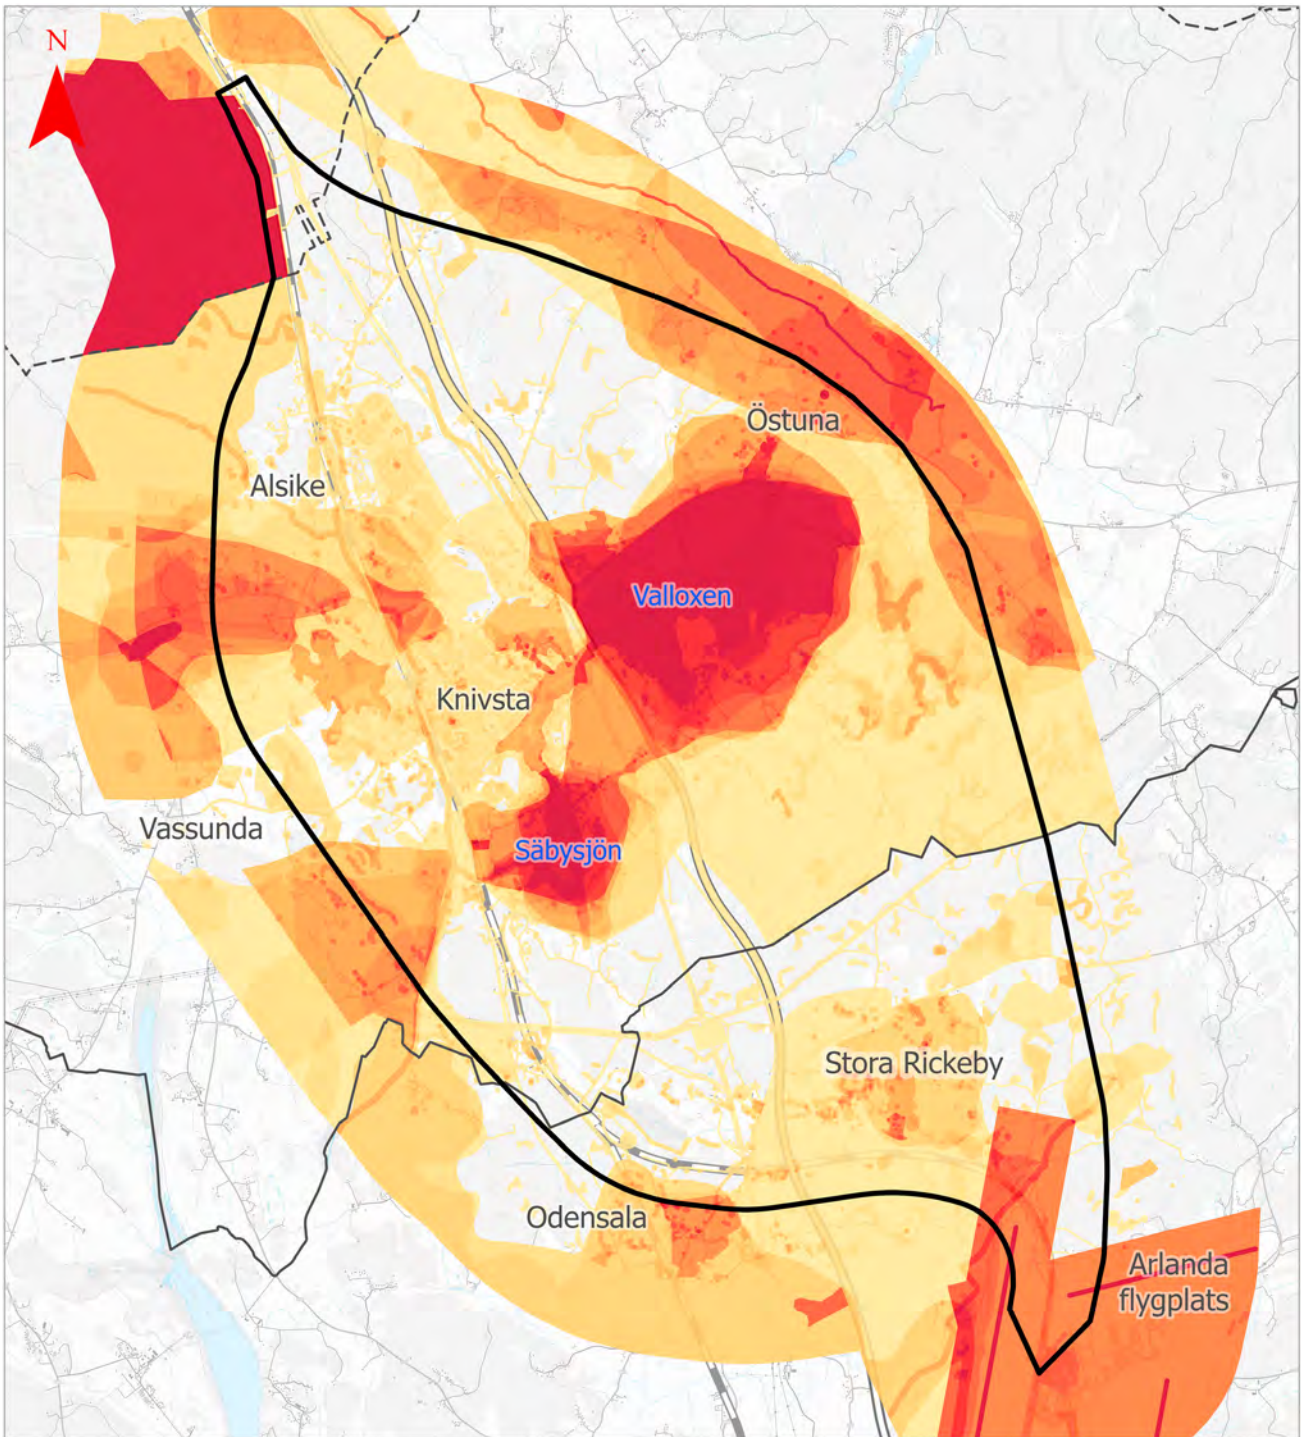 N
Östuna
Alsike
Valloxen
Knivsta
Vassunda
Säbysjön
Stora Rickeby
Odensala
Arlanda
flygplats